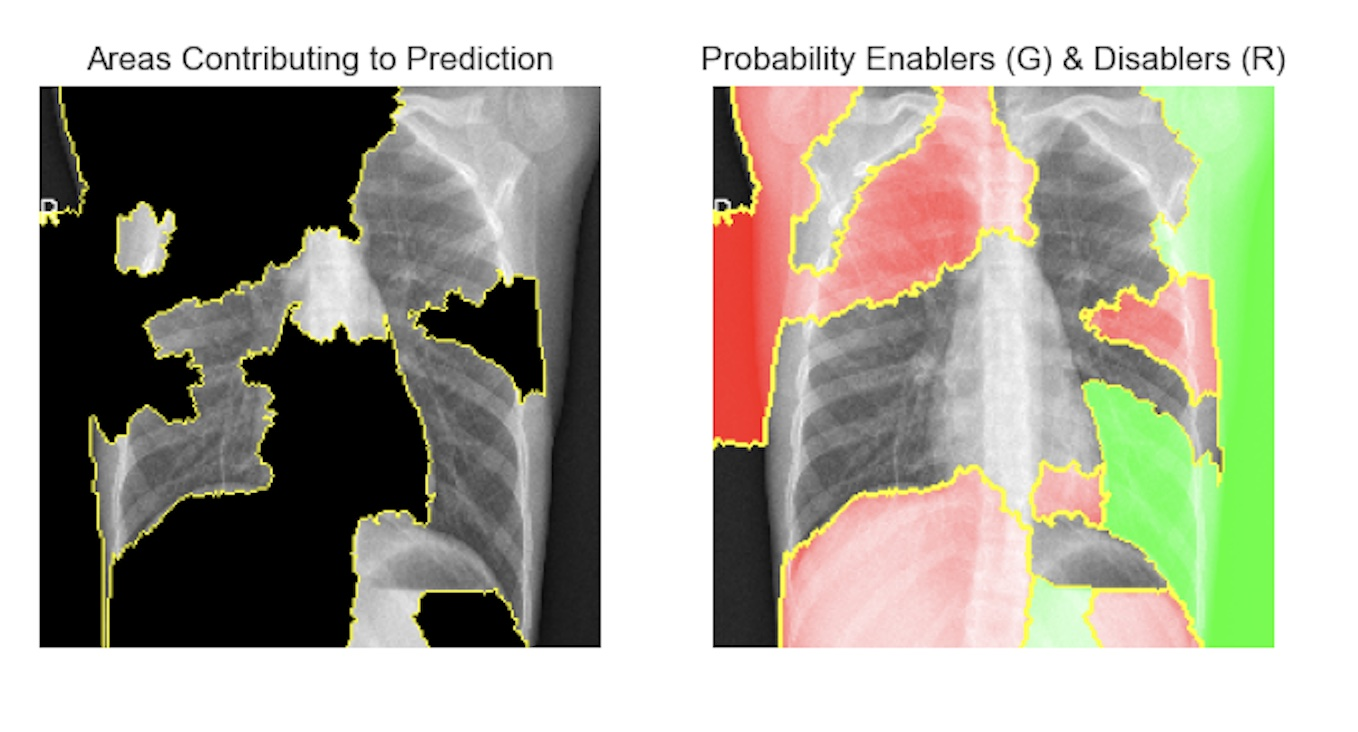 Areas Contributing to Prediction
Probability Enablers (G) & Disablers (R)
R